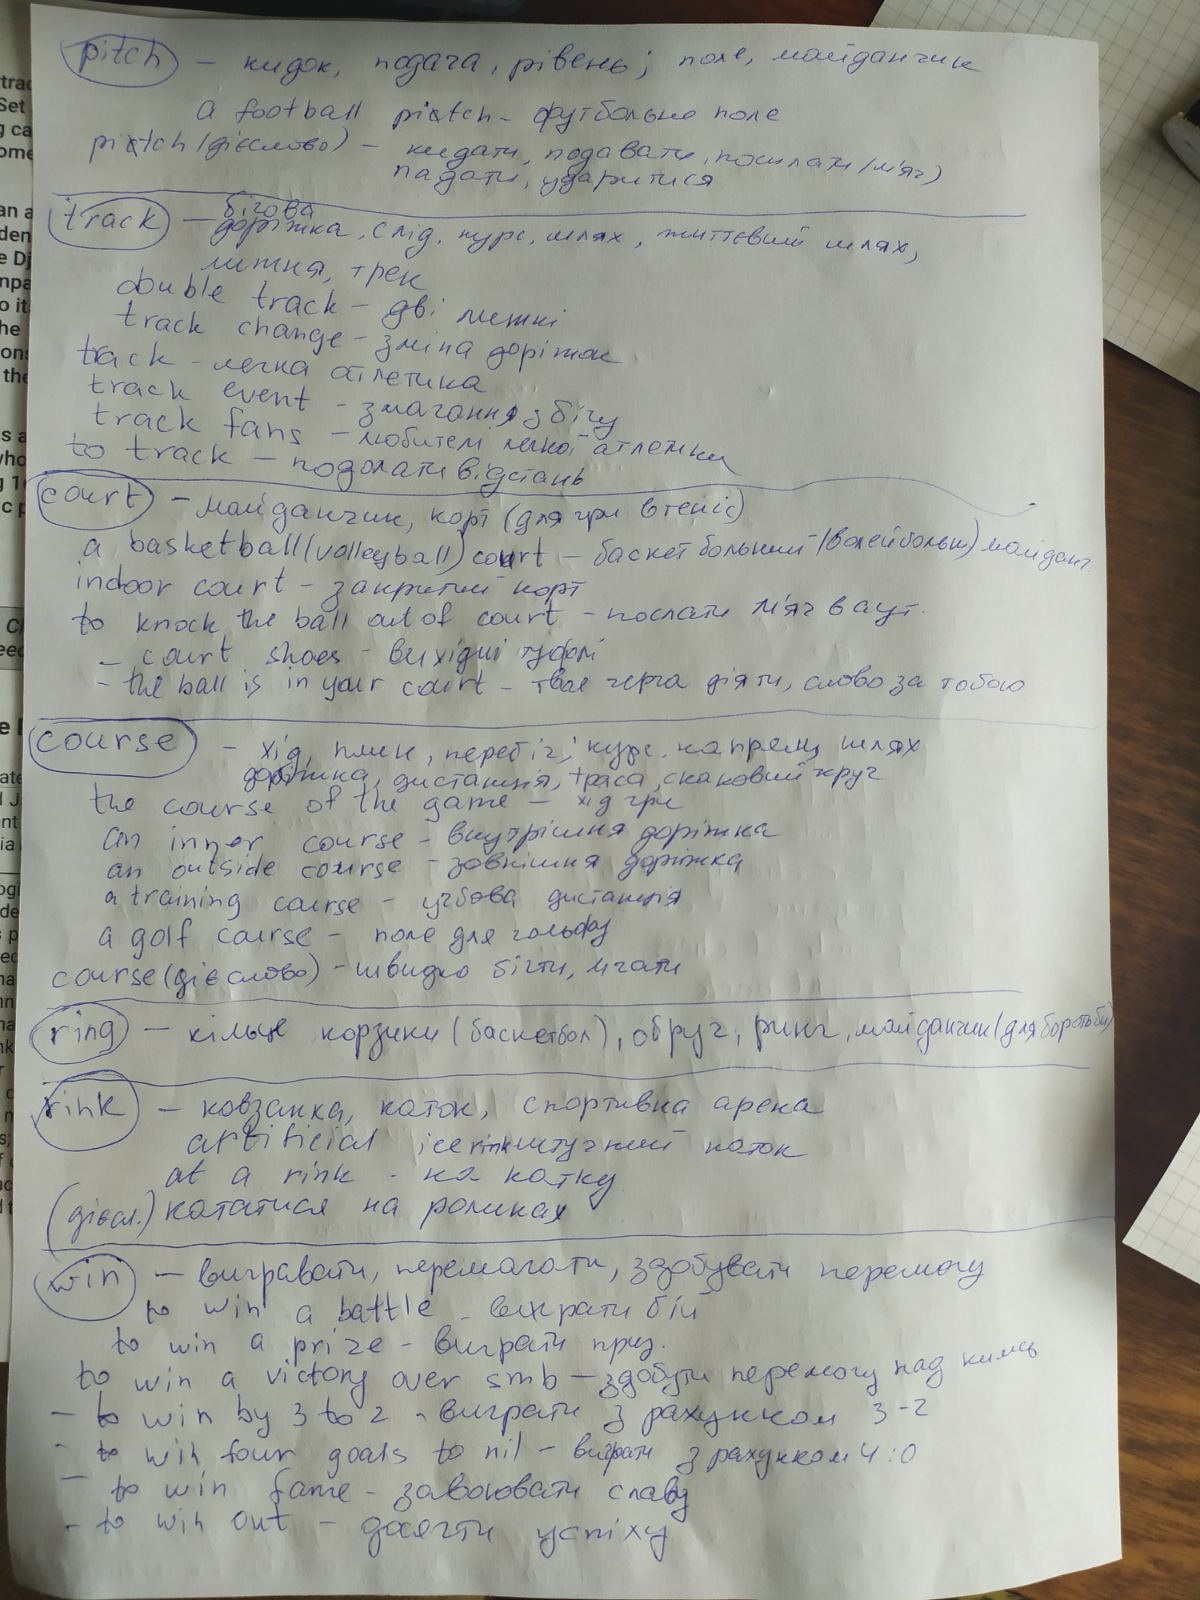 pitch - кидок, подача, рівень; поле, майданчик
a football pitch - футбольне поле
pitch (дієслово) - кидати, подавати, посилати (м'яч)
падати, ударитися
track - бігова
доріжка, слід, курс, шлях, життєвий шлях,
лижня, трек
double track - дві лижні
track change - зміна доріжок
track - легка атлетика
track event - змагання з бігу
track fans - любителі легкої атлетики
to track - подолати відстань
court - майданчик, корт (для гри в теніс)
a basketball (volleyball) court - баскетбольний (волейбольн) майданч.
indoor court - закритий корт
to knock the ball out of court - послати м'яч в аут.
- court shoes - вихідні туфлі
- the ball is in your court - твоє черга діяти, слово за тобою
course - хід, плин, перебіг; курс, напрям, шлях
доріжка, дистанція, траса, скаковий круг
the course of the game - хід гри
an inner course - внутрішня доріжка
an outside course - зовнішня доріжка
a training course - учбова дистанція
a golf course - поле для гольфу
course (дієслово) - швидко бігти, мчати
ring - кільце корзики (баскетбол), обруч, ринг, майданчик (для боротьби)
rink - ковзанка, каток, спортивна арена
artificial ice rink штучний каток
at a rink - на катку
(дієсл.) кататися на роликах
win - вигравати, перемагати, здобувати перемогу
to win a battle - виграти бій
to win a prize - виграти приз.
to win a victory over smb - здобути перемогу над кимсь
- to win by 3 to 2 - виграти з рахунком 3-2
- to win four goals to nil - виграти з рахунком 4:0
- to win fame - завоювати славу
- to win out - досягти успіху